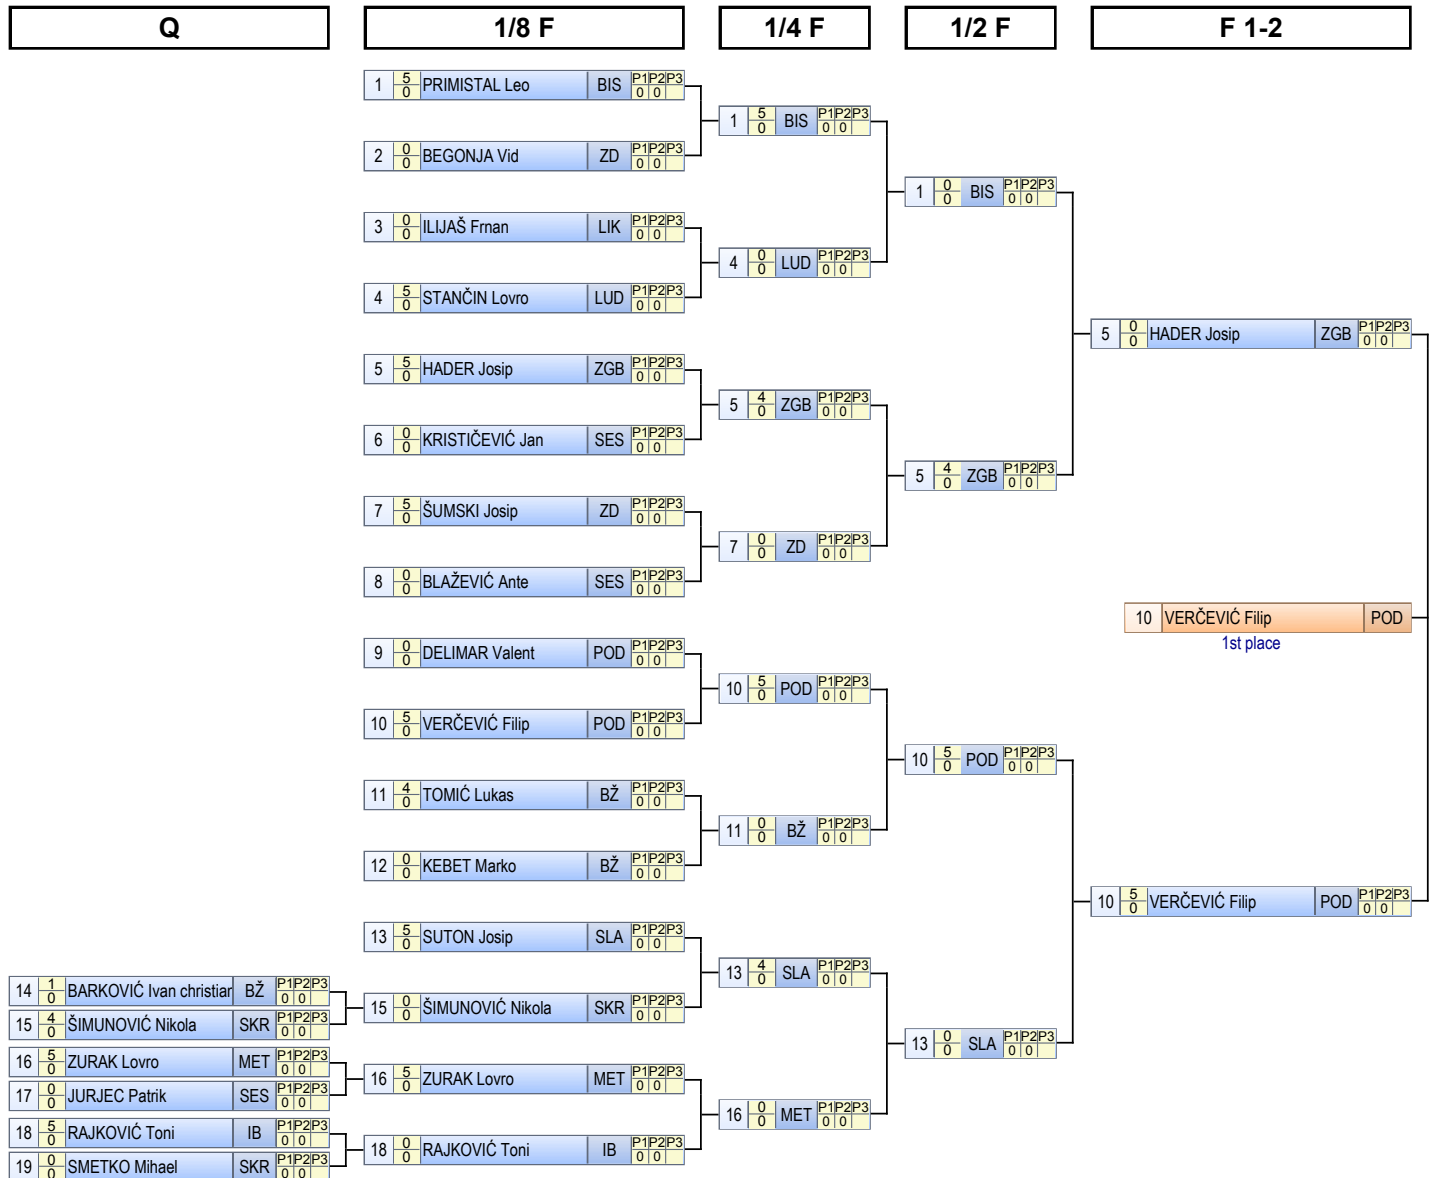 Q 1/8 F 1/4 F 1/2 F F 1-2
1 5 0 PRIMISTAL Leo BIS P1 P2 P3 0 0
1 5 0 BIS P1 P2 P3 0 0
2 0 0 BEGONJA Vid ZD P1 P2 P3 0 0
1 0 0 BIS P1 P2 P3 0 0
3 0 0 ILIJAŠ Frnan LIK P1 P2 P3 0 0
4 0 0 LUD P1 P2 P3 0 0
4 5 0 STANČIN Lovro LUD P1 P2 P3 0 0
5 0 0 HADER Josip ZGB P1 P2 P3 0 0
5 5 0 HADER Josip ZGB P1 P2 P3 0 0
5 4 0 ZGB P1 P2 P3 0 0
6 0 0 KRISTIČEVIĆ Jan SES P1 P2 P3 0 0
5 4 0 ZGB P1 P2 P3 0 0
7 5 0 ŠUMSKI Josip ZD P1 P2 P3 0 0
7 0 0 ZD P1 P2 P3 0 0
8 0 0 BLAŽEVIĆ Ante SES P1 P2 P3 0 0
10 VERČEVIĆ Filip POD
1st place
9 0 0 DELIMAR Valent POD P1 P2 P3 0 0
10 5 0 POD P1 P2 P3 0 0
10 5 0 VERČEVIĆ Filip POD P1 P2 P3 0 0
10 5 0 POD P1 P2 P3 0 0
11 4 0 TOMIĆ Lukas BŽ P1 P2 P3 0 0
11 0 0 BŽ P1 P2 P3 0 0
12 0 0 KEBET Marko BŽ P1 P2 P3 0 0
10 5 0 VERČEVIĆ Filip POD P1 P2 P3 0 0
13 5 0 SUTON Josip SLA P1 P2 P3 0 0
13 4 0 SLA P1 P2 P3 0 0
14 1 0 BARKOVIĆ Ivan christian BŽ P1 P2 P3 0 0
15 0 0 ŠIMUNOVIĆ Nikola SKR P1 P2 P3 0 0
15 4 0 ŠIMUNOVIĆ Nikola SKR P1 P2 P3 0 0
13 0 0 SLA P1 P2 P3 0 0
16 5 0 ZURAK Lovro MET P1 P2 P3 0 0
16 5 0 ZURAK Lovro MET P1 P2 P3 0 0
17 0 0 JURJEC Patrik SES P1 P2 P3 0 0
16 0 0 MET P1 P2 P3 0 0
18 5 0 RAJKOVIĆ Toni IB P1 P2 P3 0 0
18 0 0 RAJKOVIĆ Toni IB P1 P2 P3 0 0
19 0 0 SMETKO Mihael SKR P1 P2 P3 0 0